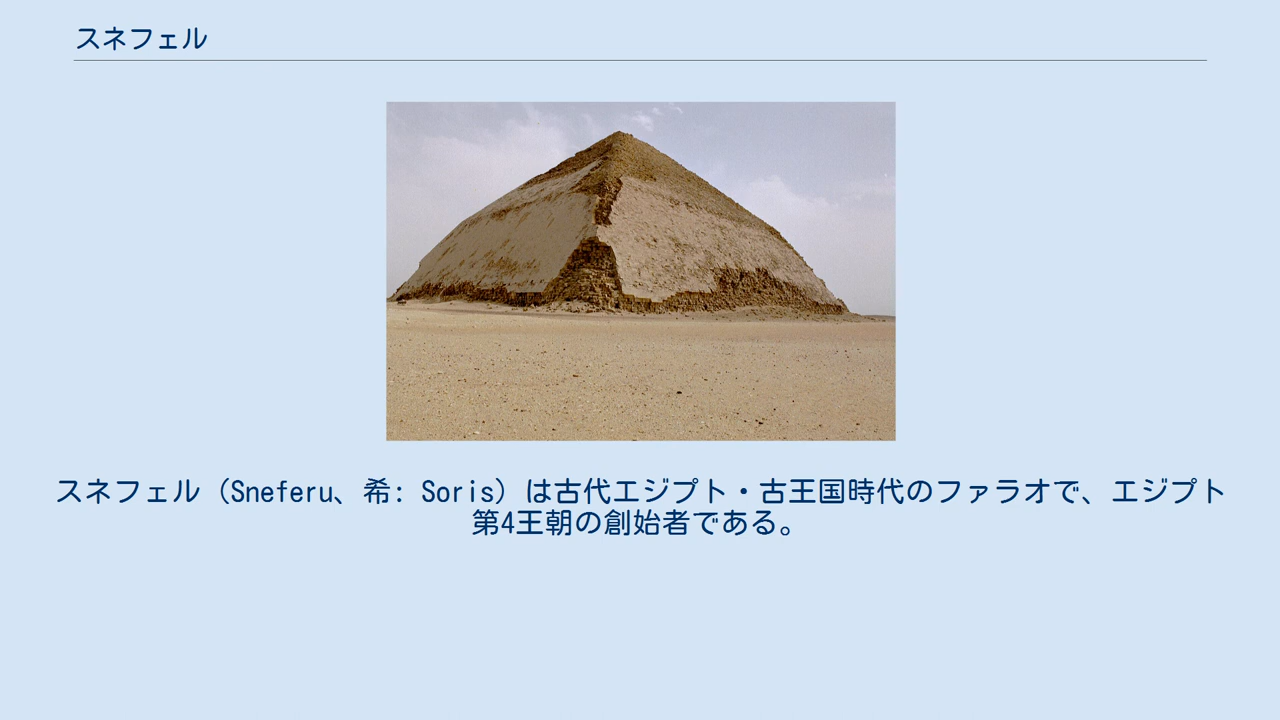 スネフェル
スネフェル（Sneferu、希: Soris）は古代エジプト・古王国時代のファラオで、エジプト
第4王朝の創始者である。